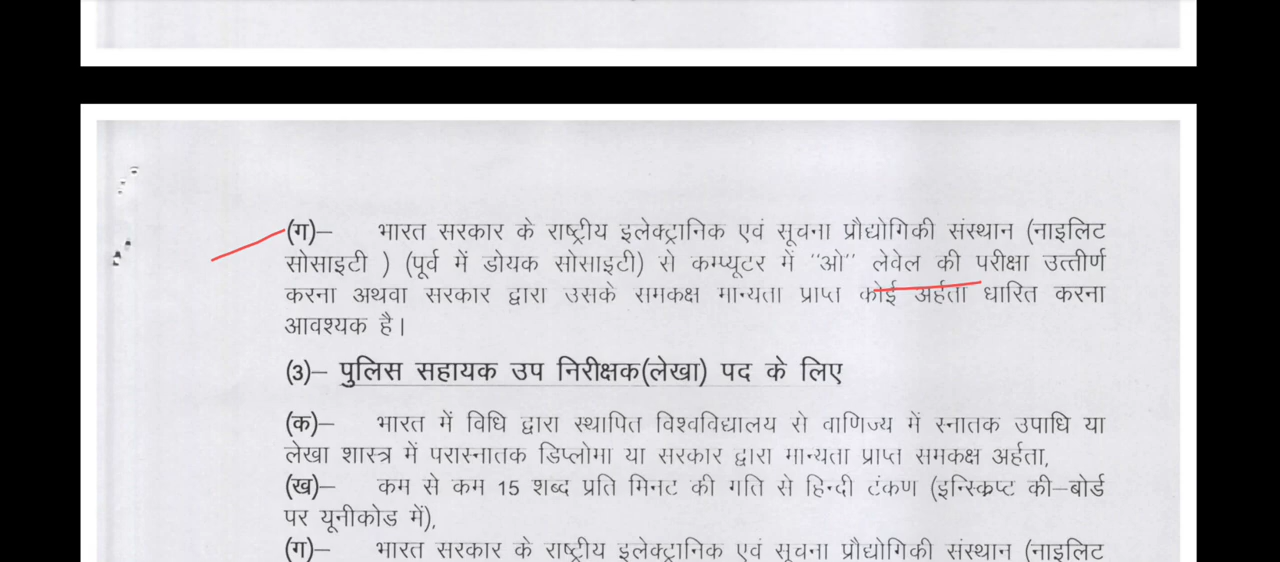 (ग)– भारत सरकार के राष्ट्रीय इलेक्ट्रानिक एवं सूचना प्रौद्योगिकी संस्थान (नाइलिट
सोसाइटी ) (पूर्व में डोयक सोसाइटी) से कम्प्यूटर में ''ओ'' लेवेल की परीक्षा उत्तीर्ण
करना अथवा सरकार द्वारा उसके समकक्ष मान्यता प्राप्त कोई अर्हता धारित करना
आवश्यक है।
(3)– पुलिस सहायक उप निरीक्षक(लेखा) पद के लिए
(क)– भारत में विधि द्वारा स्थापित विश्वविद्यालय से वाणिज्य में स्नातक उपाधि या
लेखा शास्त्र में परास्नातक डिप्लोमा या सरकार द्वारा मान्यता प्राप्त समकक्ष अर्हता,
(ख)– कम से कम 15 शब्द प्रति मिनट की गति से हिन्दी टंकण (इन्स्क्रिप्ट की–बोर्ड
पर यूनीकोड में),
(ग)– भारत सरकार के राष्ट्रीय इलेक्ट्रानिक एवं सूचना प्रौद्योगिकी संस्थान (नाइलिट